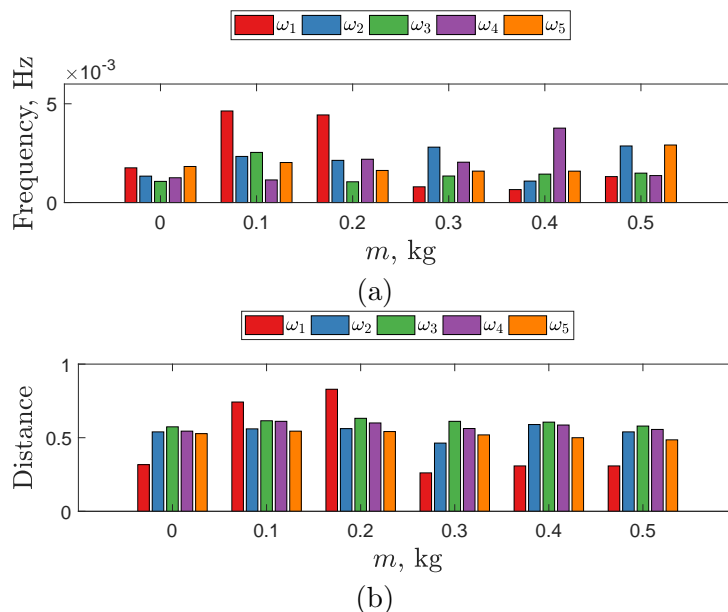 ω₁ ω₂ ω₃ ω₄ ω₅
×10⁻³
5
0
Frequency, Hz
0 0.1 0.2 0.3 0.4 0.5
m, kg
(a)
ω₁ ω₂ ω₃ ω₄ ω₅
1
0.5
0
Distance
0 0.1 0.2 0.3 0.4 0.5
m, kg
(b)